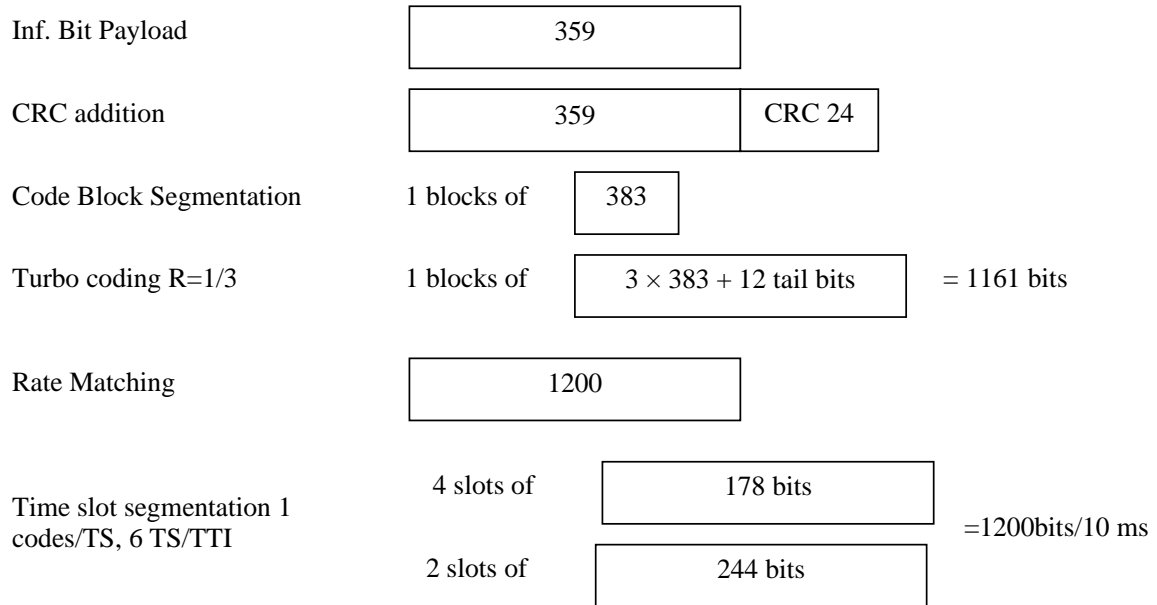 Inf. Bit Payload 359
CRC addition 359 CRC 24
Code Block Segmentation 1 blocks of 383
Turbo coding R=1/3 1 blocks of 3 × 383 + 12 tail bits = 1161 bits
Rate Matching 1200
4 slots of 178 bits
Time slot segmentation 1
codes/TS, 6 TS/TTI
=1200bits/10 ms
2 slots of 244 bits